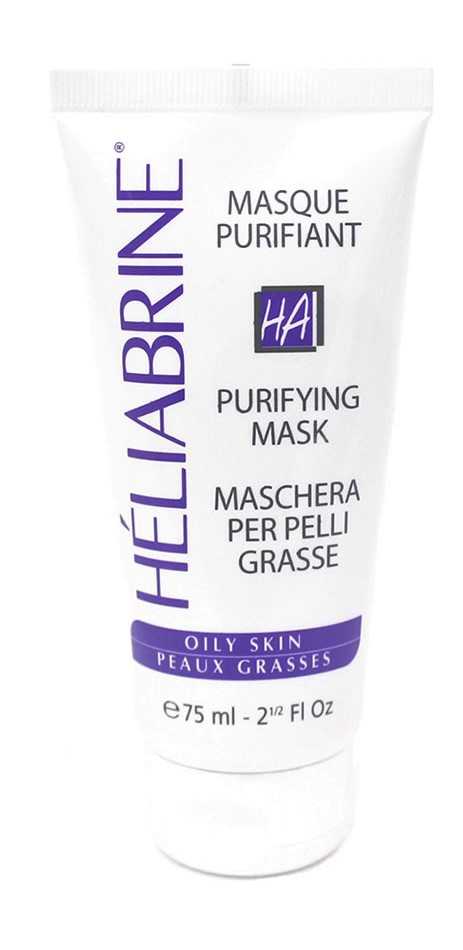 HÉLIABRINE®
MASQUE
PURIFIANT
HA
PURIFYING
MASK
MASCHERA
PER PELLI
GRASSE
OILY SKIN
PEAUX GRASSES
℮75 ml - 2¹/² Fl Oz